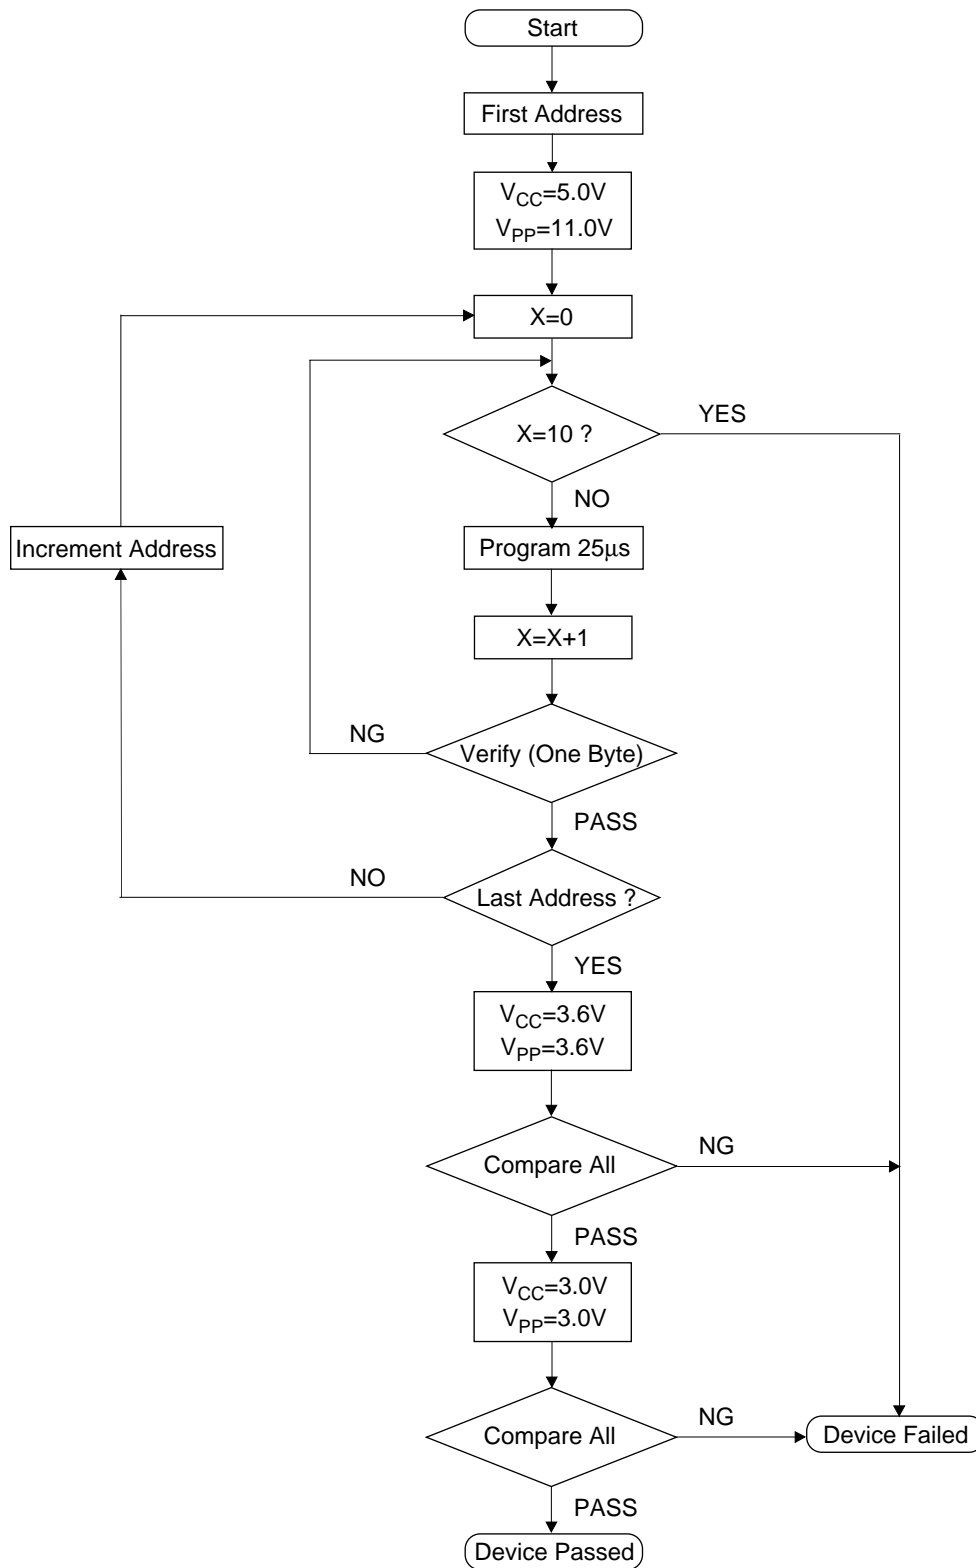 Start
First Address
VCC=5.0V
VPP=11.0V
X=0
X=10 ?
YES
NO
Increment Address
Program 25µs
X=X+1
NG
Verify (One Byte)
PASS
NO
Last Address ?
YES
VCC=3.6V
VPP=3.6V
Compare All
NG
PASS
VCC=3.0V
VPP=3.0V
Compare All
NG
Device Failed
PASS
Device Passed